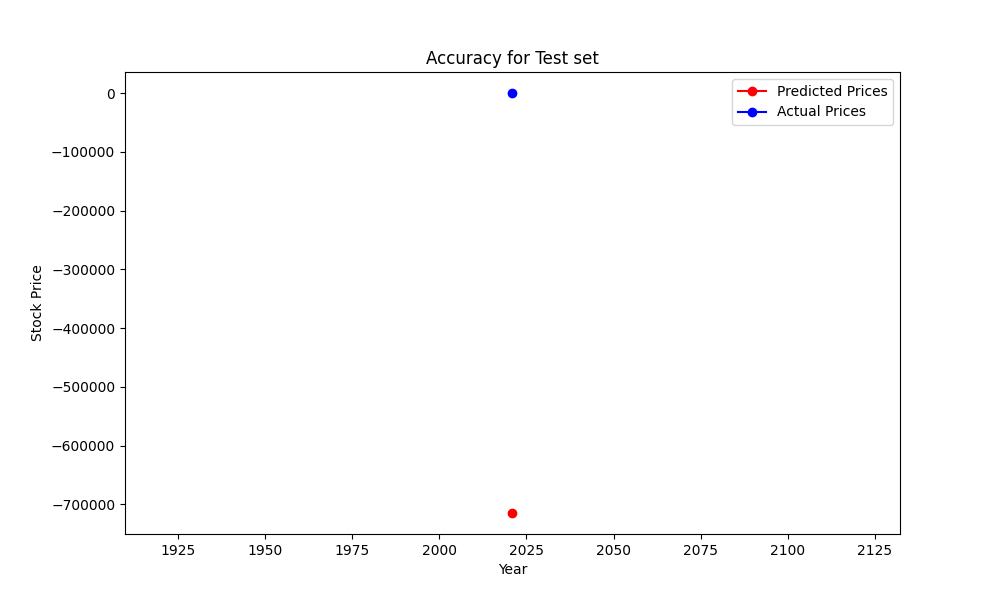 Accuracy for Test set
Predicted Prices
Actual Prices
0
−100000
−200000
−300000
−400000
−500000
−600000
−700000
Stock Price
1925 1950 1975 2000 2025 2050 2075 2100 2125
Year